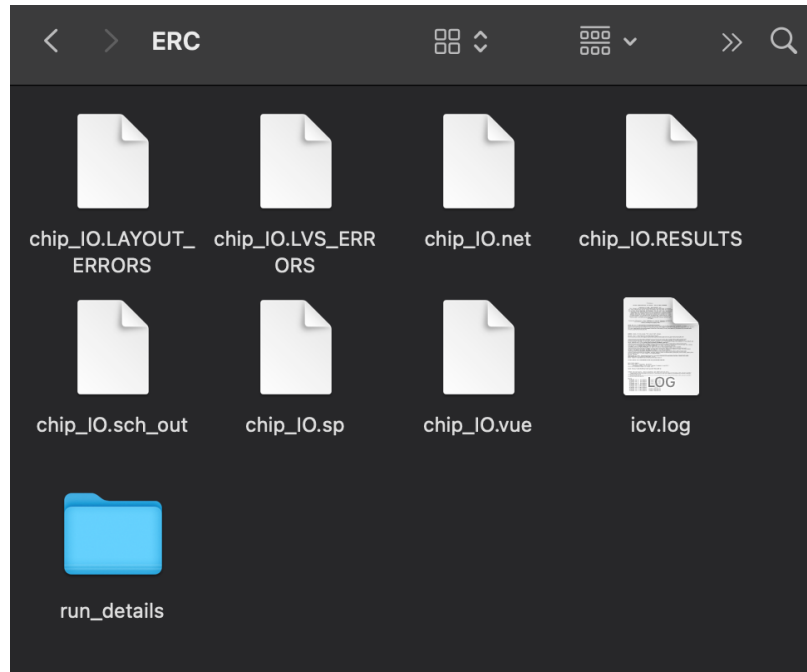 ERC
chip_IO.LAYOUT_
ERRORS
chip_IO.LVS_ERR
ORS
chip_IO.net
chip_IO.RESULTS
chip_IO.sch_out
chip_IO.sp
chip_IO.vue
LOG
icv.log
run_details